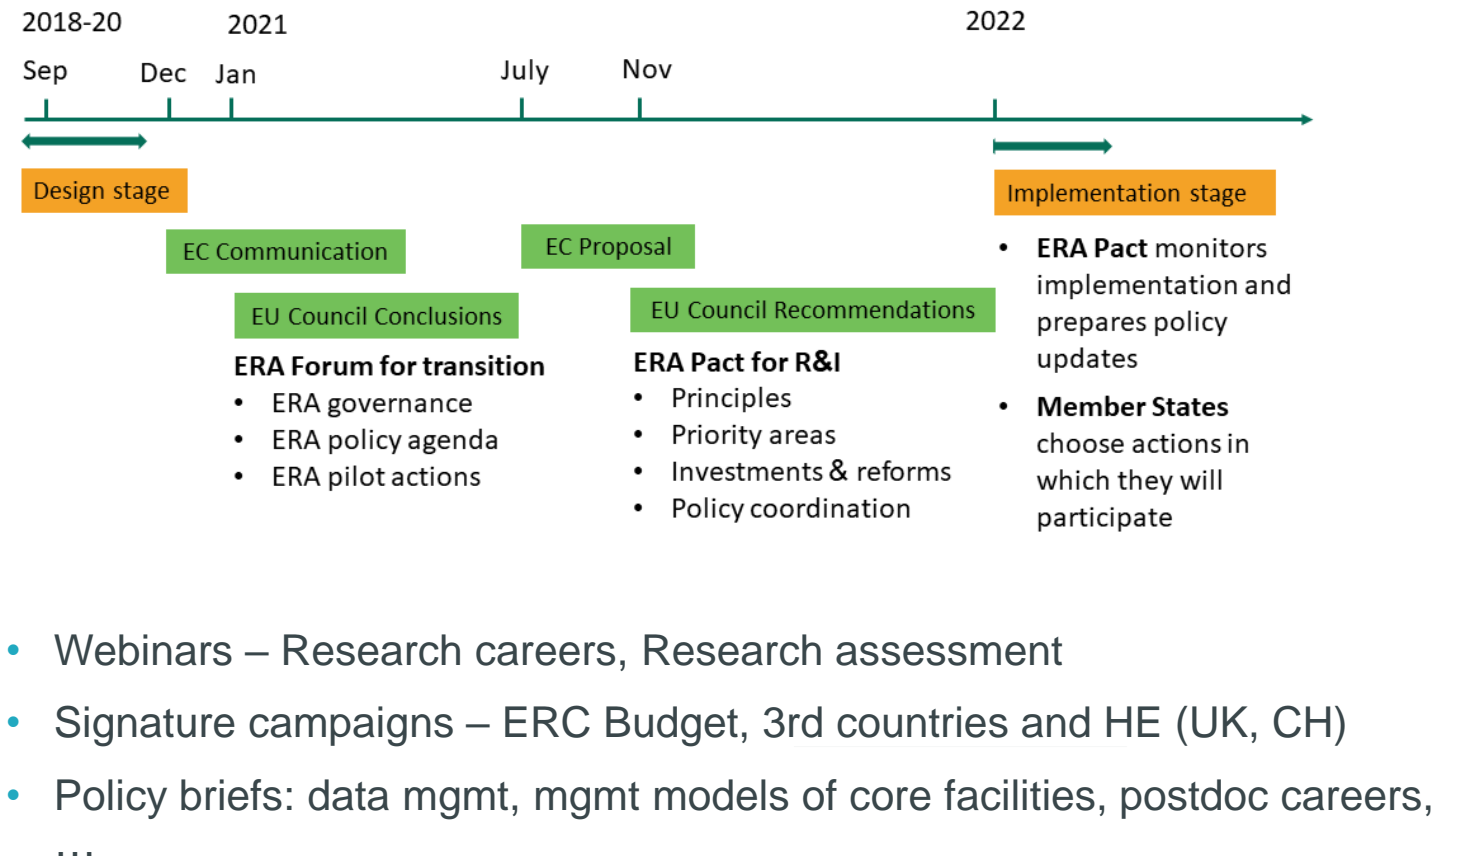 2018-20
2021
2022
Sep
Dec
Jan
July
Nov
Design stage
Implementation stage
EC Communication
EC Proposal
EU Council Conclusions
EU Council Recommendations
ERA Forum for transition
• ERA governance
• ERA policy agenda
• ERA pilot actions
ERA Pact for R&I
• Principles
• Priority areas
• Investments & reforms
• Policy coordination
• ERA Pact monitors
implementation and
prepares policy
updates
• Member States
choose actions in
which they will
participate
• Webinars – Research careers, Research assessment
• Signature campaigns – ERC Budget, 3rd countries and HE (UK, CH)
• Policy briefs: data mgmt, mgmt models of core facilities, postdoc careers,
…